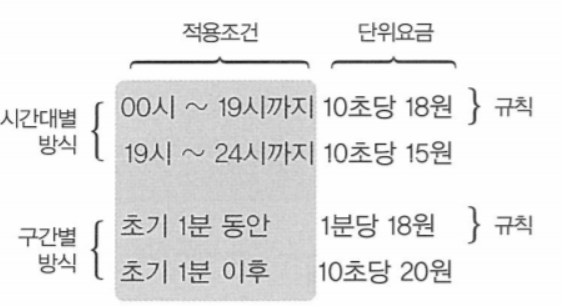 적용조건 단위요금
시간대별 방식
00시 ~ 19시까지 10초당 18원 } 규칙
19시 ~ 24시까지 10초당 15원
구간별 방식
초기 1분 동안 1분당 18원 } 규칙
초기 1분 이후 10초당 20원